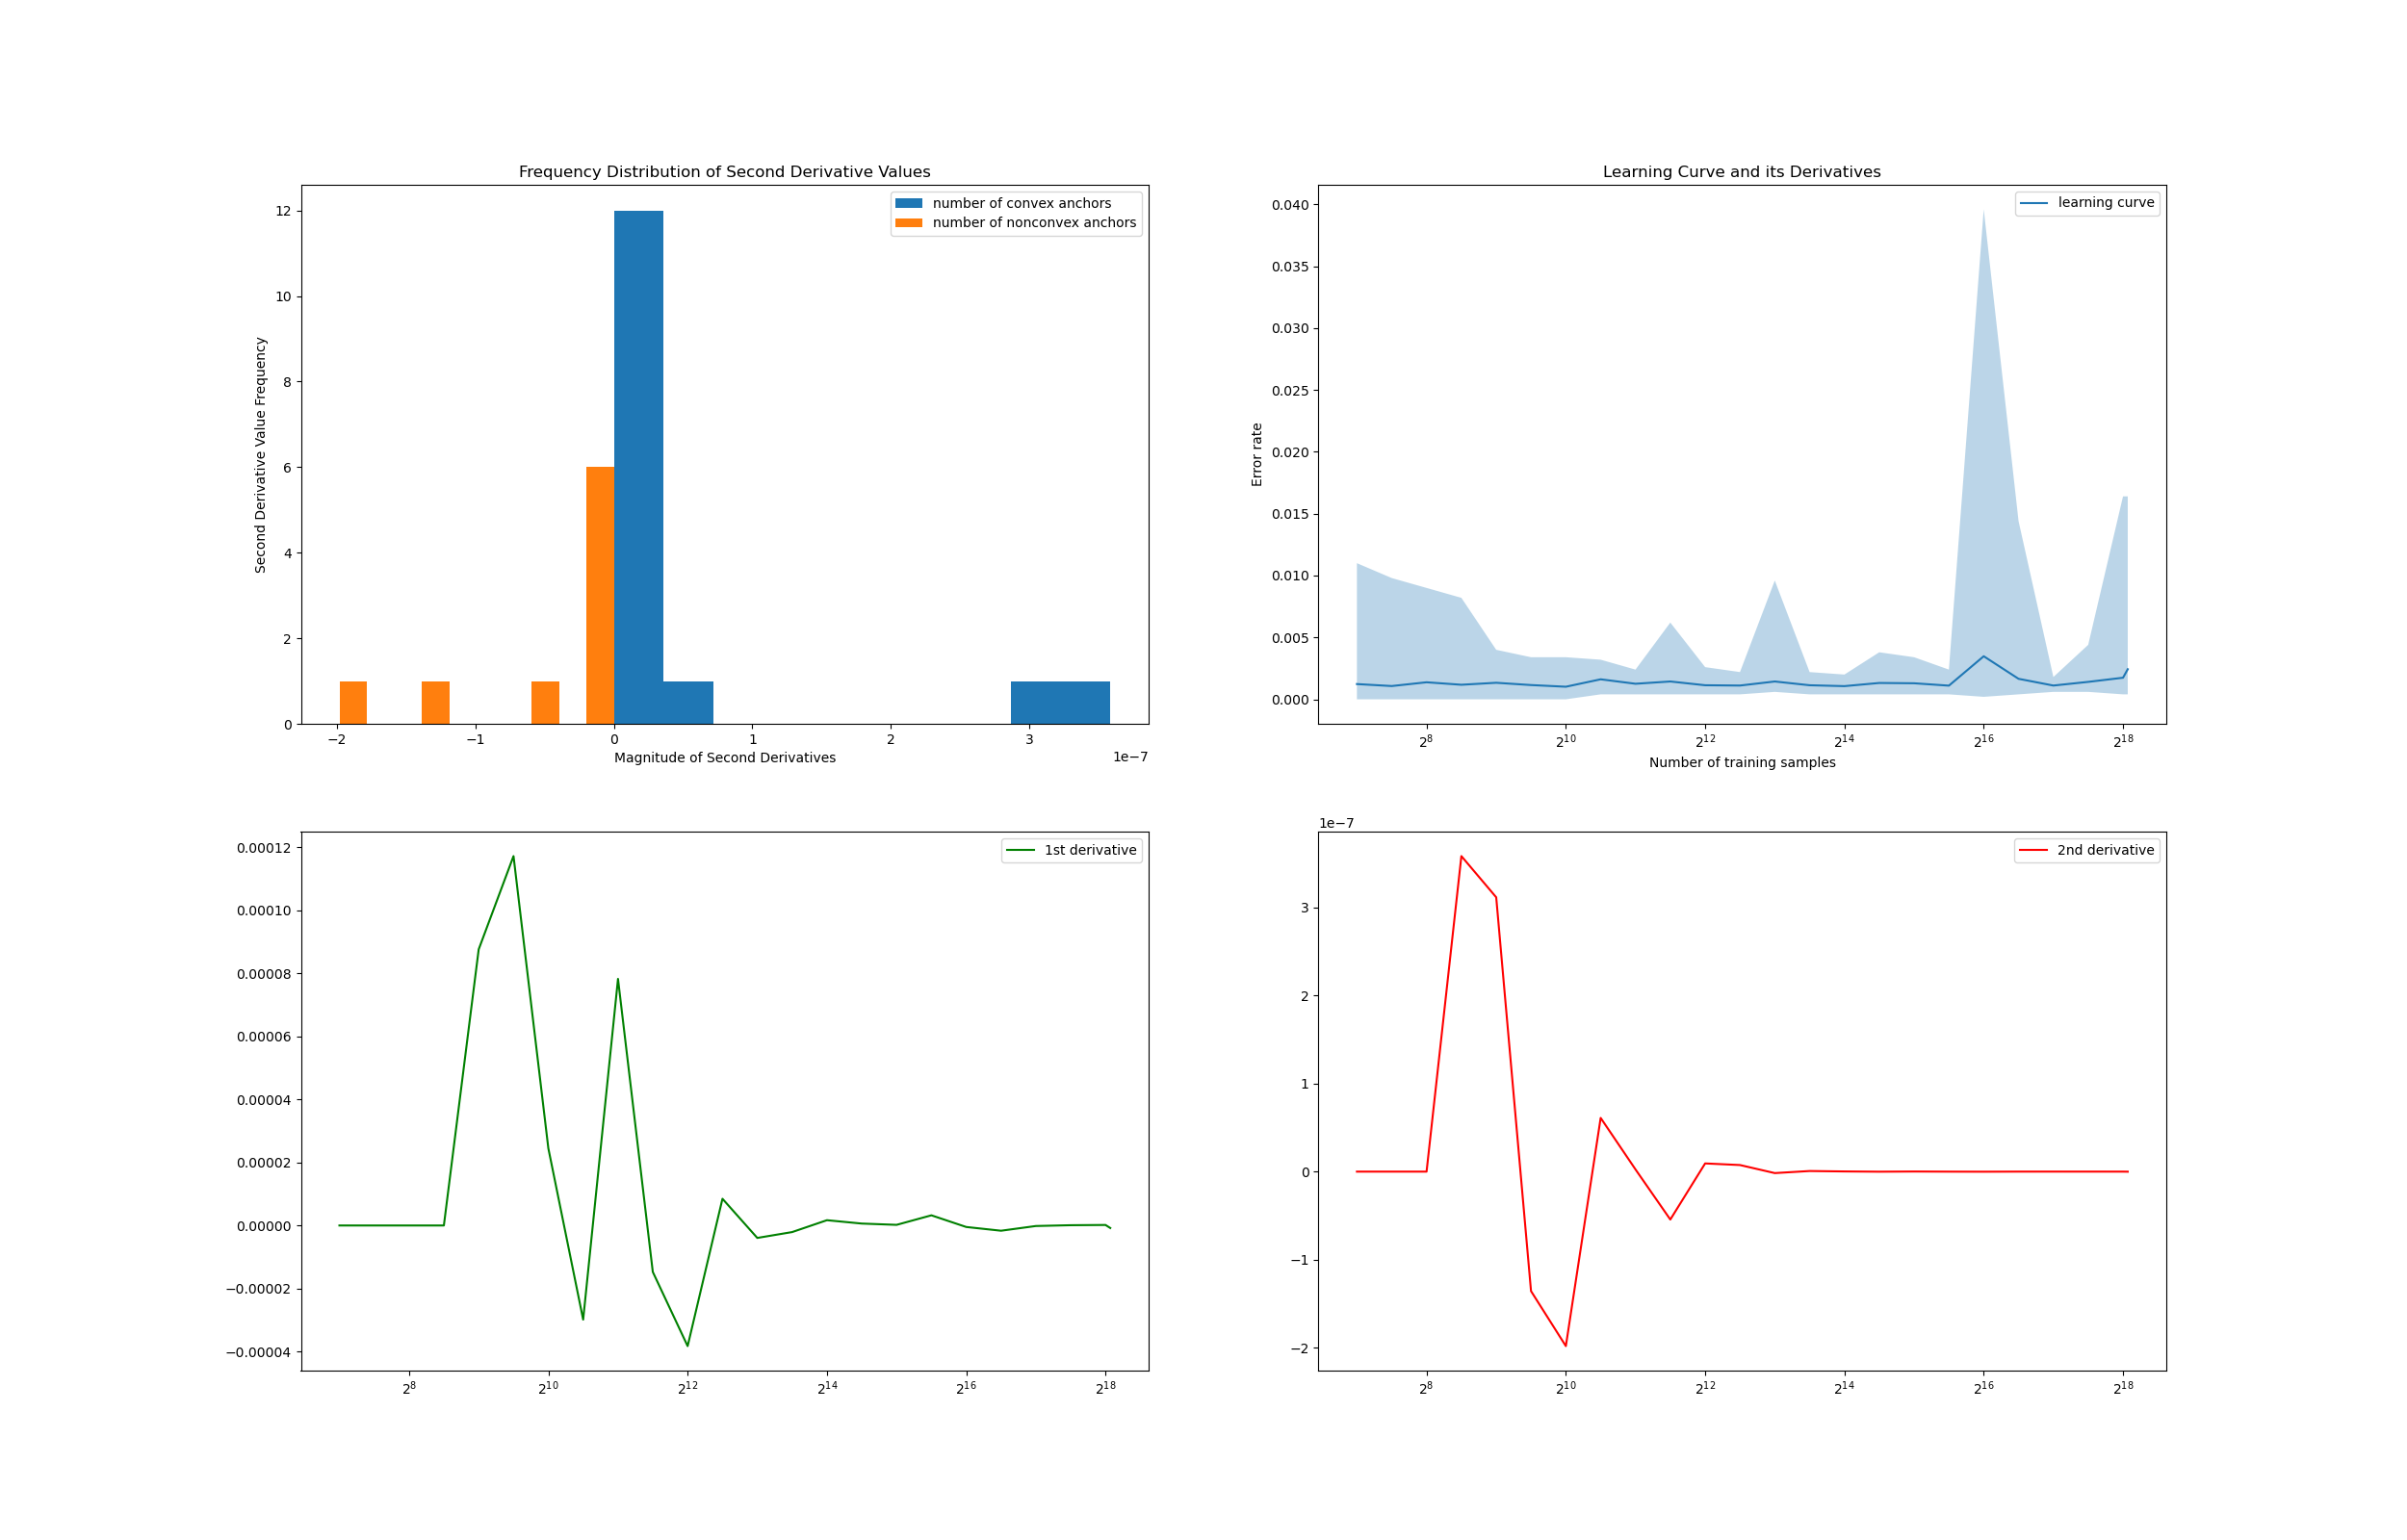 Frequency Distribution of Second Derivative Values
number of convex anchors
number of nonconvex anchors
12
10
8
6
4
2
0
Second Derivative Value Frequency
−2 −1 0 1 2 3
1e−7
Magnitude of Second Derivatives
Learning Curve and its Derivatives
learning curve
0.040
0.035
0.030
0.025
0.020
0.015
0.010
0.005
0.000
Error rate
2^8 2^10 2^12 2^14 2^16 2^18
Number of training samples
1st derivative
0.00012
0.00010
0.00008
0.00006
0.00004
0.00002
0.00000
−0.00002
−0.00004
2^8 2^10 2^12 2^14 2^16 2^18
1e−7
2nd derivative
3
2
1
0
−1
−2
2^8 2^10 2^12 2^14 2^16 2^18